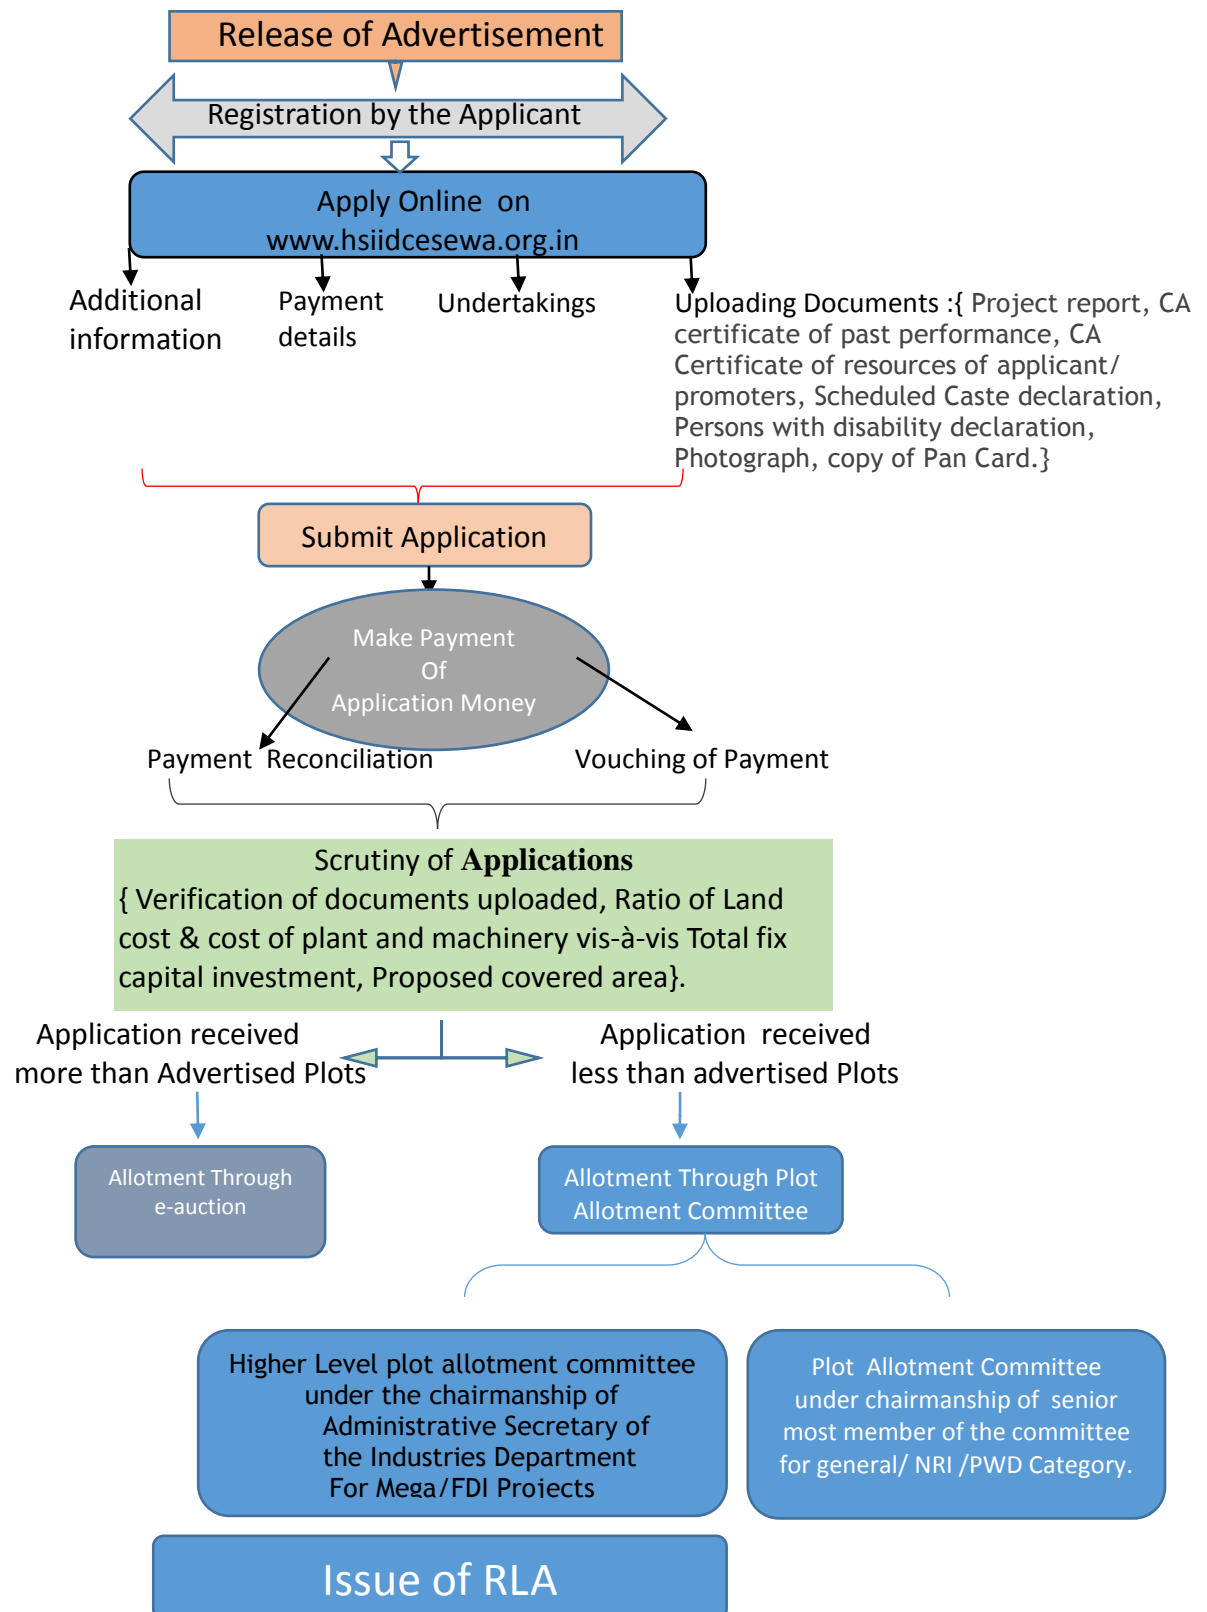 Release of Advertisement
Registration by the Applicant
Apply Online on
www.hsiidcesewa.org.in
Additional
information
Payment
details
Undertakings
Uploading Documents :{ Project report, CA
certificate of past performance, CA
Certificate of resources of applicant/
promoters, Scheduled Caste declaration,
Persons with disability declaration,
Photograph, copy of Pan Card.}
Submit Application
Make Payment
Of
Application Money
Payment Reconciliation
Vouching of Payment
Scrutiny of Applications
{ Verification of documents uploaded, Ratio of Land
cost & cost of plant and machinery vis-à-vis Total fix
capital investment, Proposed covered area}.
Application received
more than Advertised Plots
Application received
less than advertised Plots
Allotment Through
e-auction
Allotment Through Plot
Allotment Committee
Higher Level plot allotment committee
under the chairmanship of
Administrative Secretary of
the Industries Department
For Mega/FDI Projects
Plot Allotment Committee
under chairmanship of senior
most member of the committee
for general/ NRI /PWD Category.
Issue of RLA